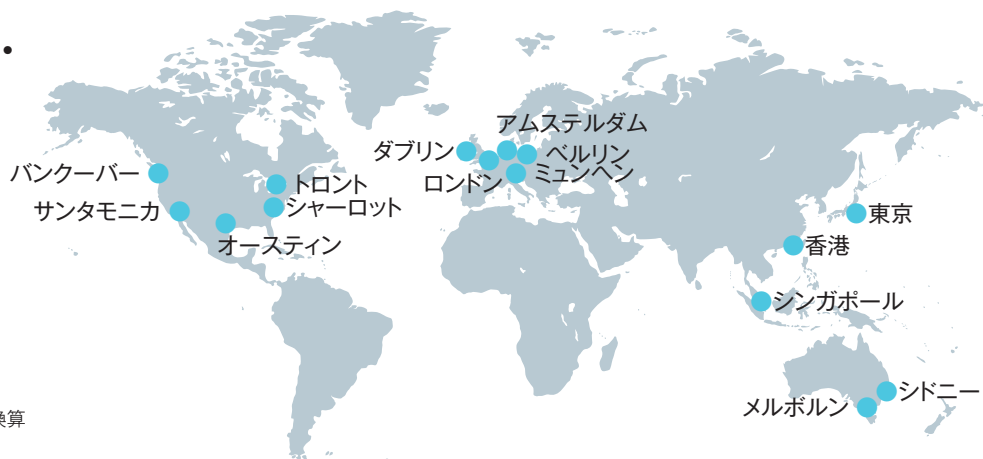 アムステルダム
ダブリン
ベルリン
ロンドン
ミュンヘン
バンクーバー
トロント
サンタモニカ
シャーロット
オースティン
東京
香港
シンガポール
シドニー
メルボルン
換算